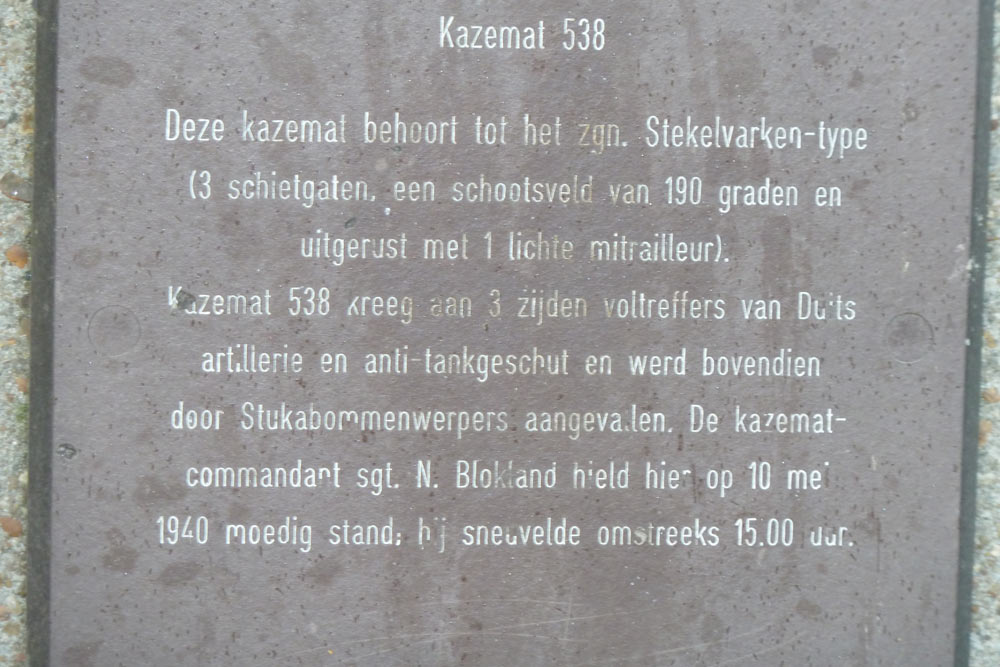 Kazemat 538
Deze kazemat behoort tot het zgn. Stekelvarken-type
(3 schietgaten, een schootsveld van 190 graden en
uitgerust met 1 lichte mitrailleur).
Kazemat 538 kreeg aan 3 zijden voltreffers van Duits
artillerie en anti-tankgeschut en werd bovendien
door Stukabommenwerpers aangevallen. De kazemat-
commandant sgt. N. Blokland hield hier op 10 mei
1940 moedig stand; hij sneuvelde omstreeks 15.00 uur.